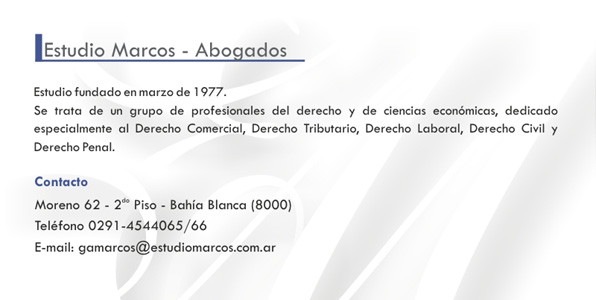 Estudio Marcos - Abogados
Estudio fundado en marzo de 1977.
Se trata de un grupo de profesionales del derecho y de ciencias económicas, dedicado
especialmente al Derecho Comercial, Derecho Tributario, Derecho Laboral, Derecho Civil y
Derecho Penal.
Contacto
Moreno 62 - 2do Piso - Bahía Blanca (8000)
Teléfono 0291-4544065/66
E-mail: gamarcos@estudiomarcos.com.ar